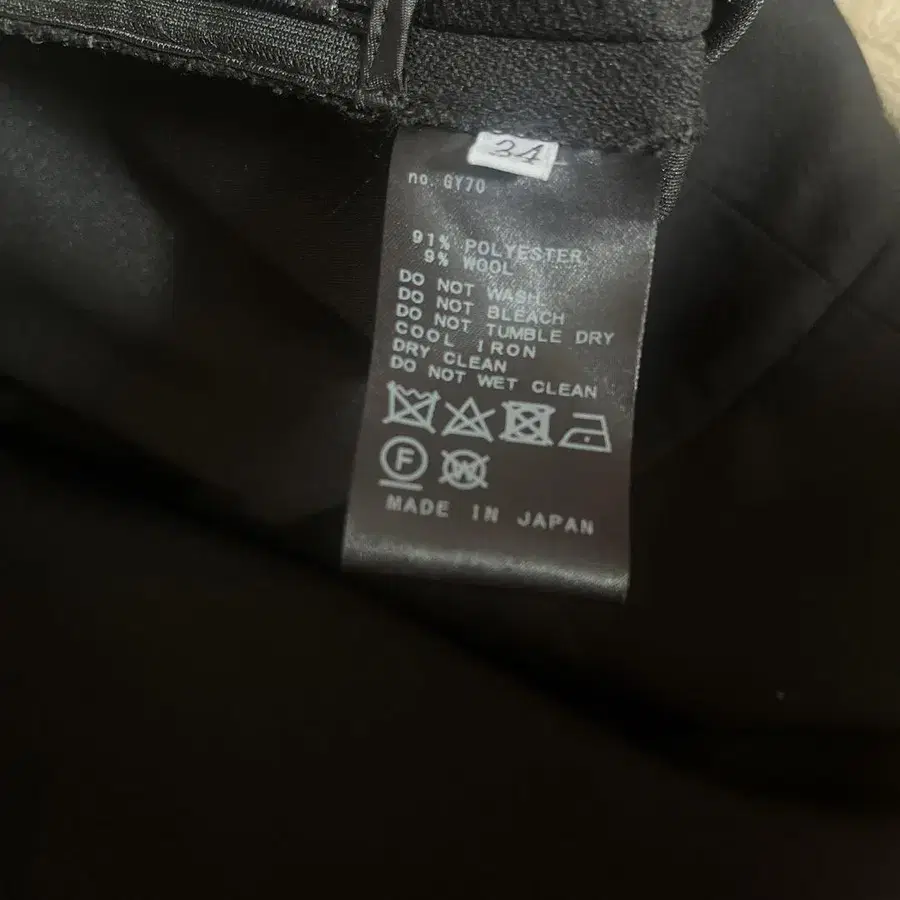 34
no. GY70
91% POLYESTER
9% WOOL
DO NOT WASH
DO NOT BLEACH
DO NOT TUMBLE DRY
COOL IRON
DRY CLEAN
DO NOT WET CLEAN
F W
MADE IN JAPAN